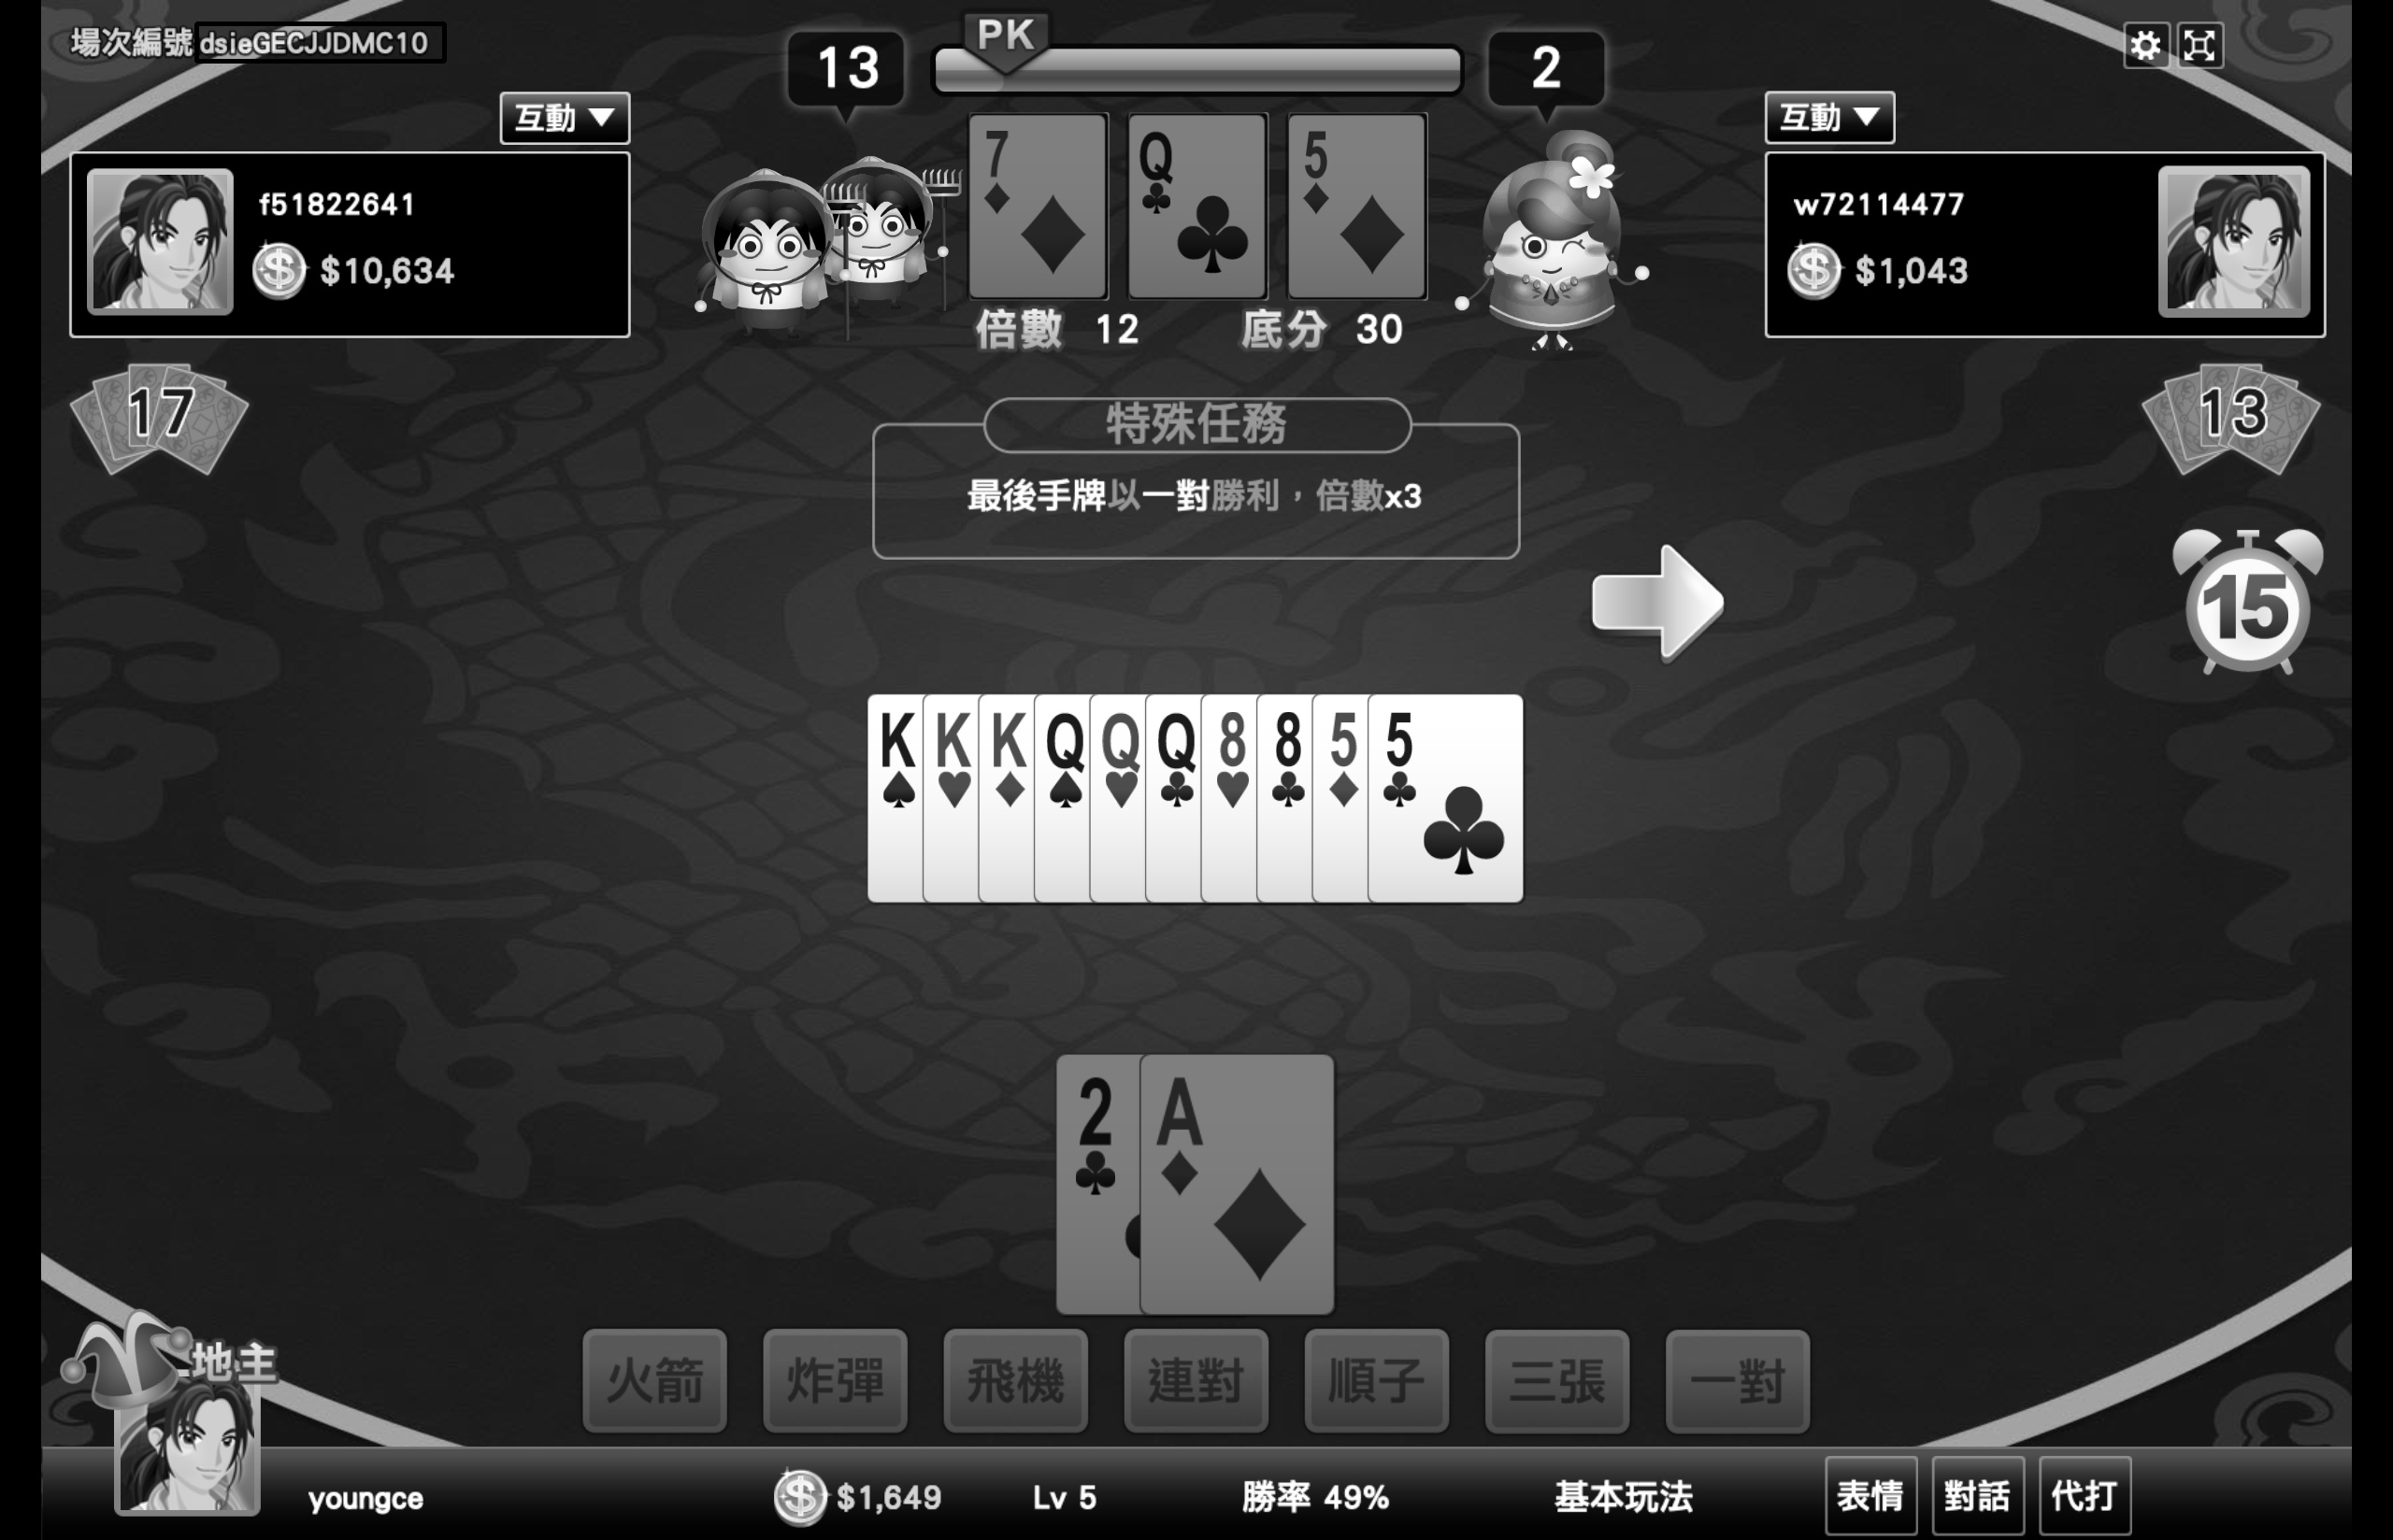 場次編號 dsieGECJJDMC10
13
PK
2
互動
互動
f51822641
$10,634
7
Q
5
w72114477
$1,043
倍數 12
底分 30
17
13
特殊任務
最後手牌以一對勝利，倍數x3
15
K K K Q Q Q 8 8 5 5
2 A
地主
火箭 炸彈 飛機 連對 順子 三張 一對
youngce $1,649 Lv 5 勝率 49% 基本玩法 表情 對話 代打